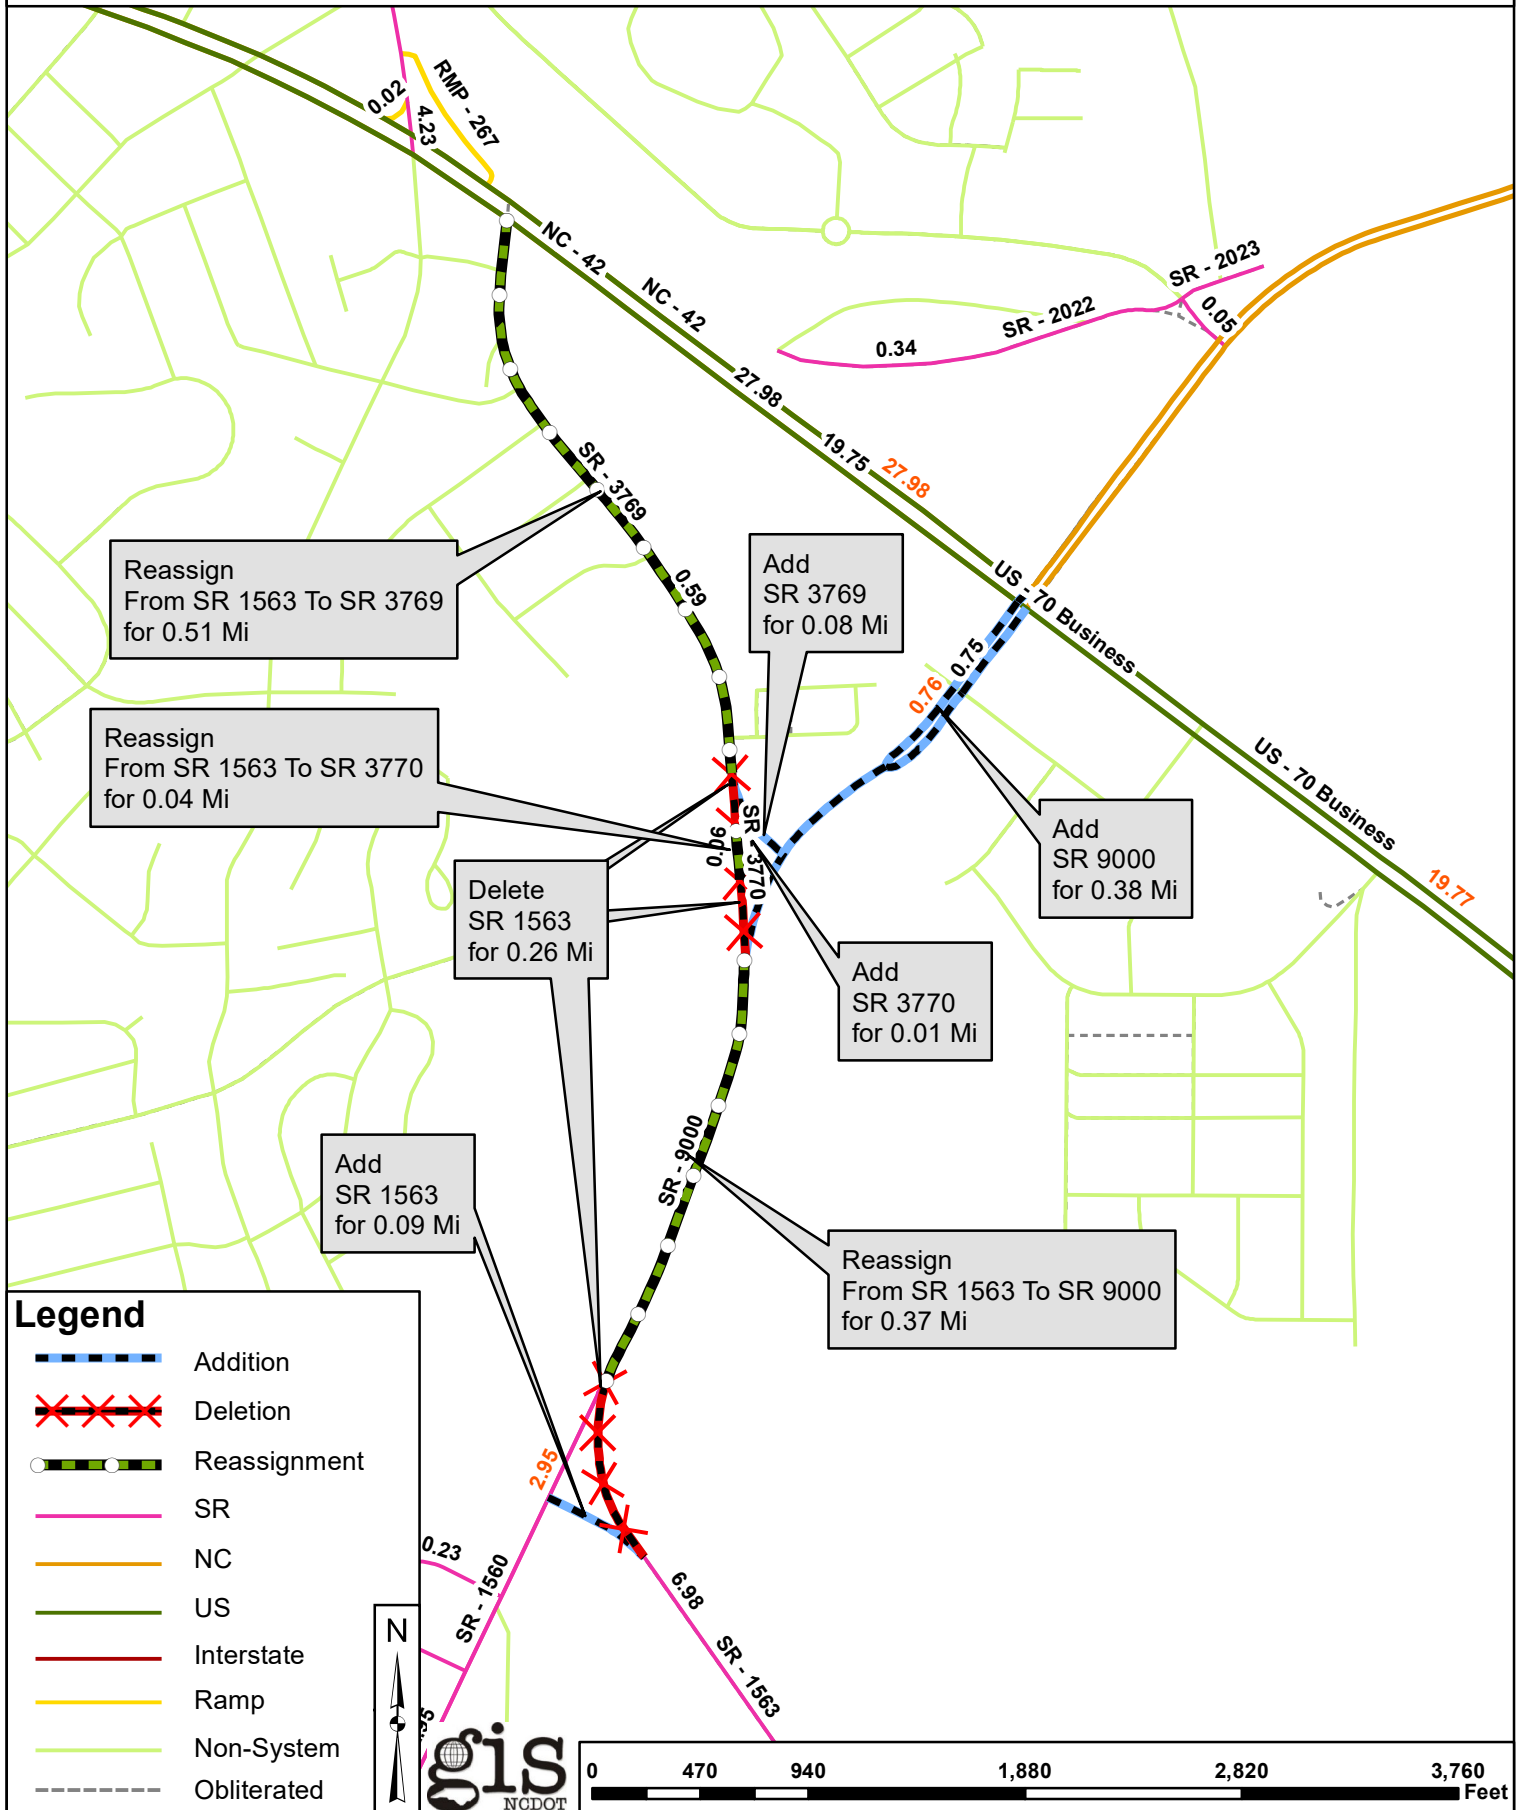 0.02
4.23
RMP - 267
NC - 42
NC - 42
SR - 2023
SR - 2022
0.05
0.34
27.98
19.75
27.98
SR - 3769
0.59
Reassign
From SR 1563 To SR 3769
for 0.51 Mi
Add
SR 3769
for 0.08 Mi
US - 70 Business
0.75
0.76
US - 70 Business
19.77
Reassign
From SR 1563 To SR 3770
for 0.04 Mi
SR - 3770
0.06
Delete
SR 1563
for 0.26 Mi
Add
SR 9000
for 0.38 Mi
Add
SR 3770
for 0.01 Mi
SR - 9000
Add
SR 1563
for 0.09 Mi
Reassign
From SR 1563 To SR 9000
for 0.37 Mi
2.95
0.23
SR - 1560
6.98
SR - 1563
Legend
Addition
Deletion
Reassignment
SR
NC
US
Interstate
Ramp
Non-System
Obliterated
N
gis
NCDOT
0 470 940 1,880 2,820 3,760
Feet